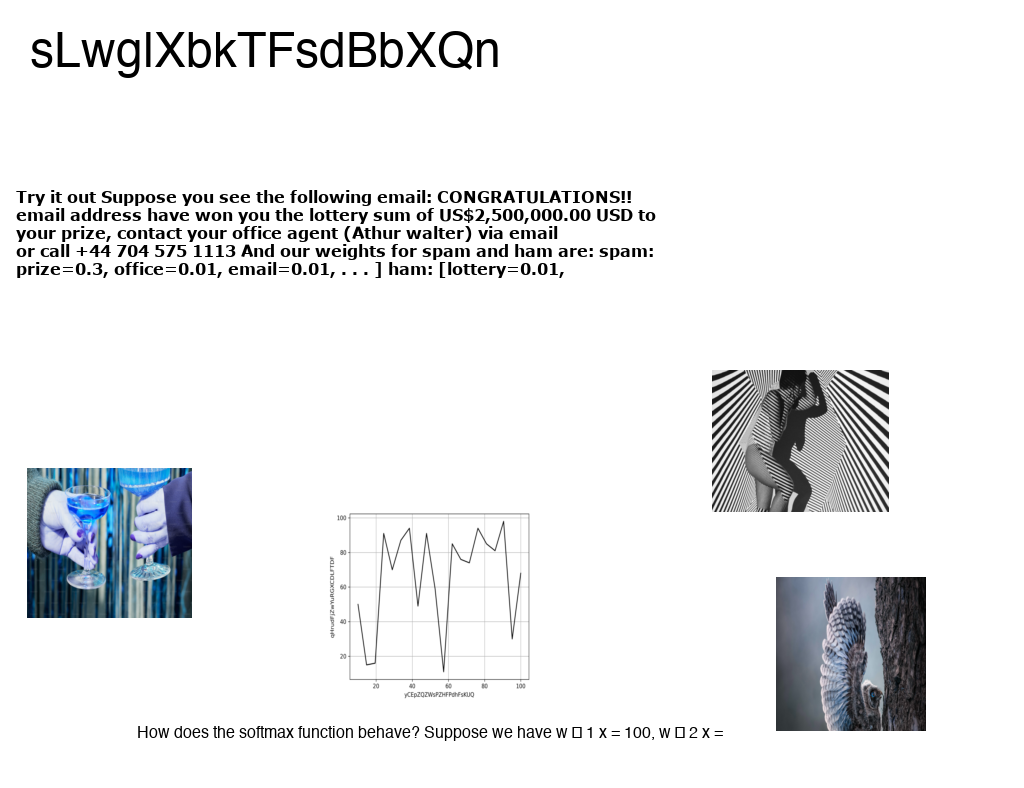 sLwglXbkTFsdBbXQn
Try it out Suppose you see the following email: CONGRATULATIONS!!
email address have won you the lottery sum of US$2,500,000.00 USD to
your prize, contact your office agent (Athur walter) via email
or call +44 704 575 1113 And our weights for spam and ham are: spam:
prize=0.3, office=0.01, email=0.01, . . . ] ham: [lottery=0.01,
100
80
60
40
20
20 40 60 80 100
yCEpZQZWsPZHFPdhFsKUQ
How does the softmax function behave? Suppose we have w □ 1 x = 100, w □ 2 x =